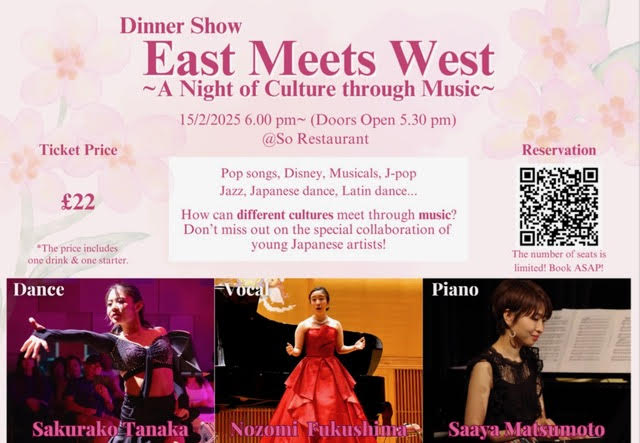 Dinner Show
East Meets West
~A Night of Culture through Music~
15/2/2025 6.00 pm~ (Doors Open 5.30 pm)
@So Restaurant
Ticket Price
£22
*The price includes
one drink & one starter.
Pop songs, Disney, Musicals, J-pop
Jazz, Japanese dance, Latin dance...
How can different cultures meet through music?
Don't miss out on the special collaboration of
young Japanese artists!
Reservation
The number of seats is
limited! Book ASAP!
Dance
Sakurako Tanaka
Vocal
Nozomi Fukushima
Piano
Saaya Matsumoto